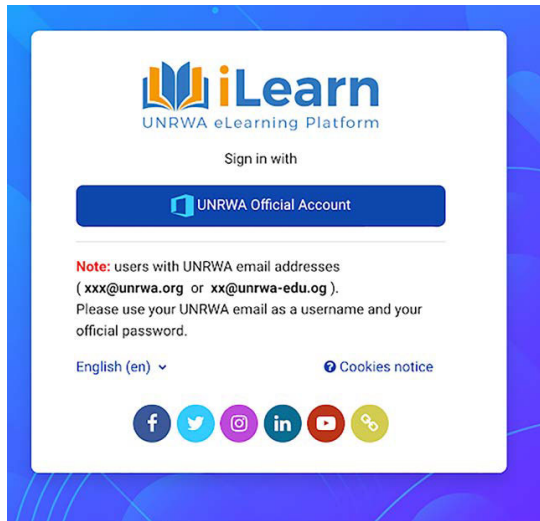 iLearn
UNRWA eLearning Platform
Sign in with
UNRWA Official Account
Note: users with UNRWA email addresses
( xxx@unrwa.org or xx@unrwa-edu.og ).
Please use your UNRWA email as a username and your
official password.
English (en)
Cookies notice